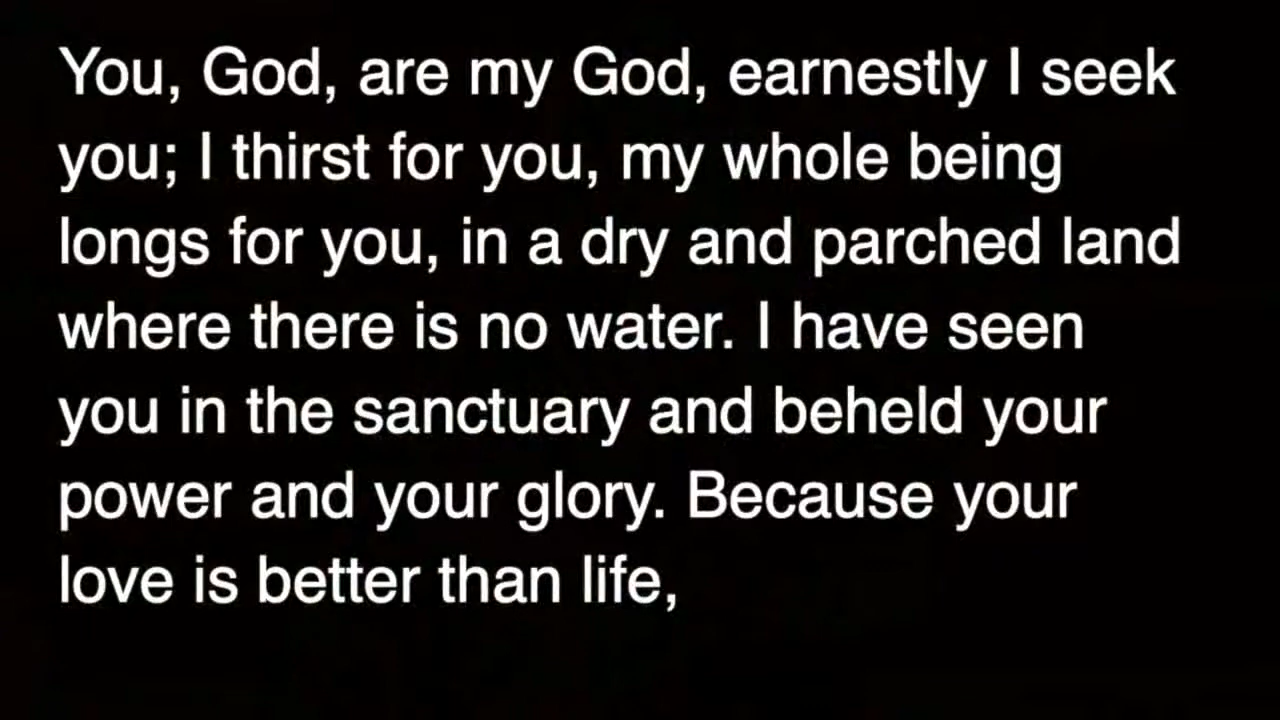 You, God, are my God, earnestly I seek
you; I thirst for you, my whole being
longs for you, in a dry and parched land
where there is no water. I have seen
you in the sanctuary and beheld your
power and your glory. Because your
love is better than life,